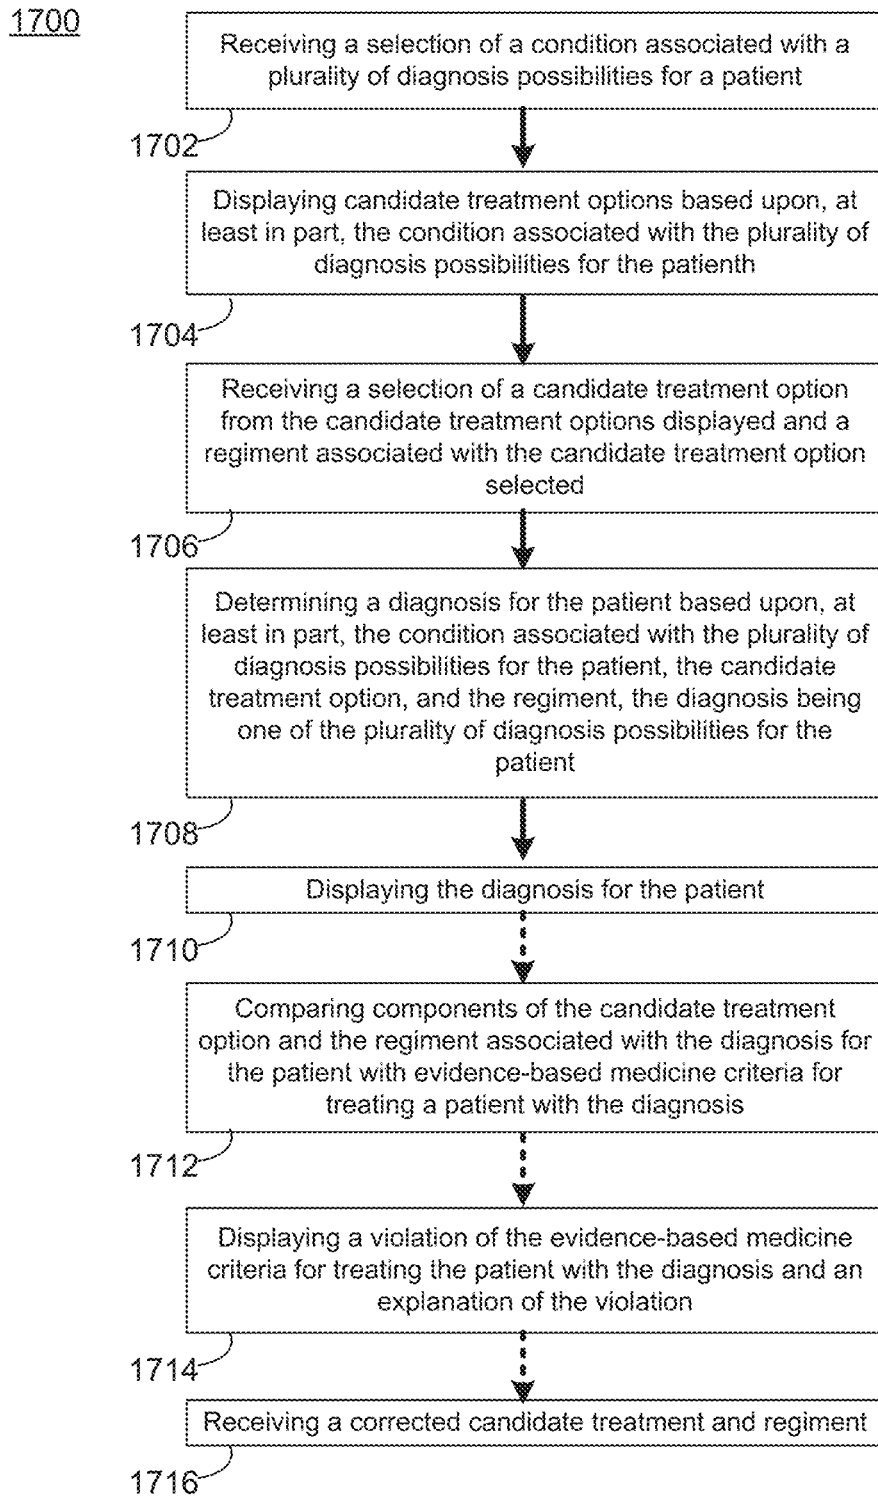 1700
Receiving a selection of a condition associated with a
plurality of diagnosis possibilities for a patient
1702
Displaying candidate treatment options based upon, at
least in part, the condition associated with the plurality of
diagnosis possibilities for the patienth
1704
Receiving a selection of a candidate treatment option
from the candidate treatment options displayed and a
regiment associated with the candidate treatment option
selected
1706
Determining a diagnosis for the patient based upon, at
least in part, the condition associated with the plurality of
diagnosis possibilities for the patient, the candidate
treatment option, and the regiment, the diagnosis being
one of the plurality of diagnosis possibilities for the
patient
1708
Displaying the diagnosis for the patient
1710
Comparing components of the candidate treatment
option and the regiment associated with the diagnosis for
the patient with evidence-based medicine criteria for
treating a patient with the diagnosis
1712
Displaying a violation of the evidence-based medicine
criteria for treating the patient with the diagnosis and an
explanation of the violation
1714
Receiving a corrected candidate treatment and regiment
1716